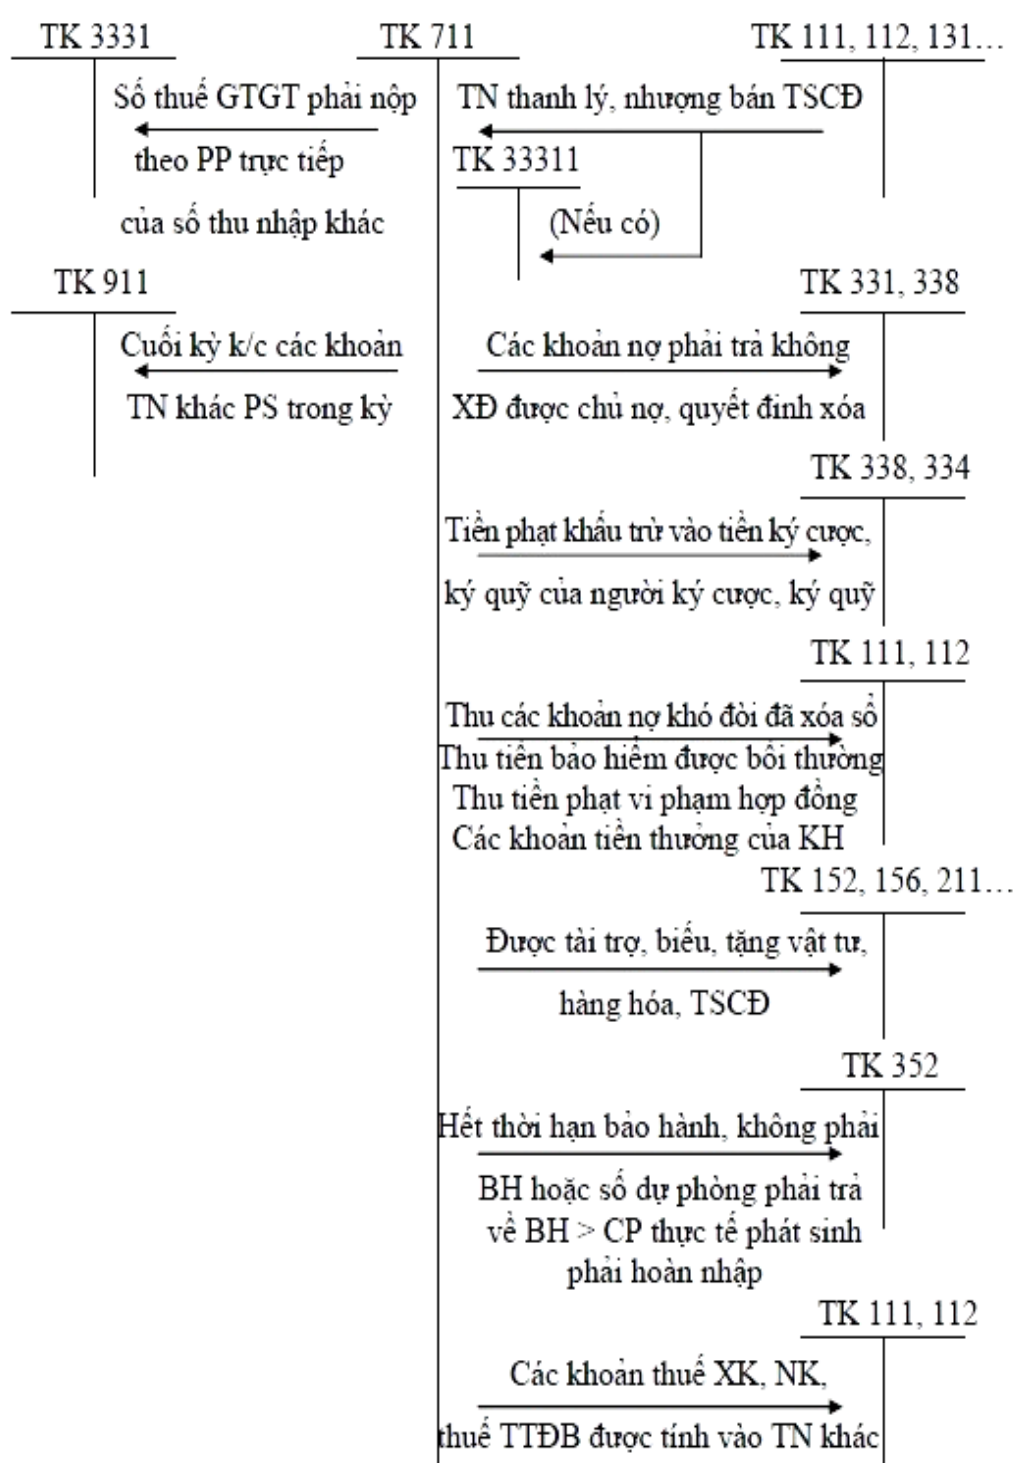 TK 3331
TK 711
TK 111, 112, 131…
Số thuế GTGT phải nộp
theo PP trực tiếp
của số thu nhập khác
TN thanh lý, nhượng bán TSCĐ
TK 33311
(Nếu có)
TK 911
Cuối kỳ k/c các khoản
TN khác PS trong kỳ
TK 331, 338
Các khoản nợ phải trả không
XĐ được chủ nợ, quyết đinh xóa
TK 338, 334
Tiền phạt khấu trừ vào tiền ký cược,
ký quỹ của người ký cược, ký quỹ
TK 111, 112
Thu các khoản nợ khó đòi đã xóa sổ
Thu tiền bảo hiểm được bồi thường
Thu tiền phạt vi phạm hợp đồng
Các khoản tiền thưởng của KH
TK 152, 156, 211…
Được tài trợ, biếu, tặng vật tư,
hàng hóa, TSCĐ
TK 352
Hết thời hạn bảo hành, không phải
BH hoặc số dự phòng phải trả
về BH > CP thực tế phát sinh
phải hoàn nhập
TK 111, 112
Các khoản thuế XK, NK,
thuế TTĐB được tính vào TN khác